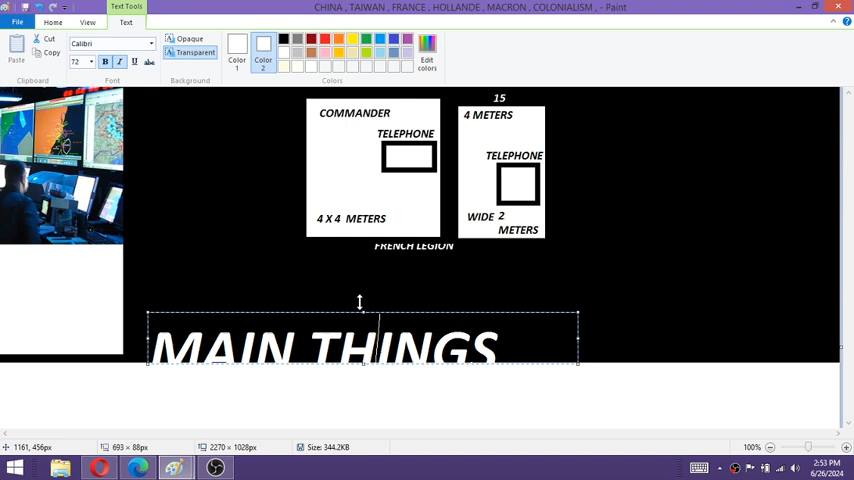 CHINA , TAIWAN , FRANCE , HOLLANDE , MACRON , COLONIALISM , - Paint
Text Tools
File
Home
View
Text
Paste
Cut
Copy
Clipboard
Calibri
72
B I U abc
Font
Opaque
Transparent
Background
Color 1
Color 2
Edit colors
Colors
COMMANDER
TELEPHONE
4 X 4 METERS
15
4 METERS
TELEPHONE
WIDE 2
METERS
FRENCH LEGION
MAIN THINGS
1161, 456px
693 × 88px
2270 × 1028px
Size: 344.2KB
100%
2:53 PM
6/26/2024